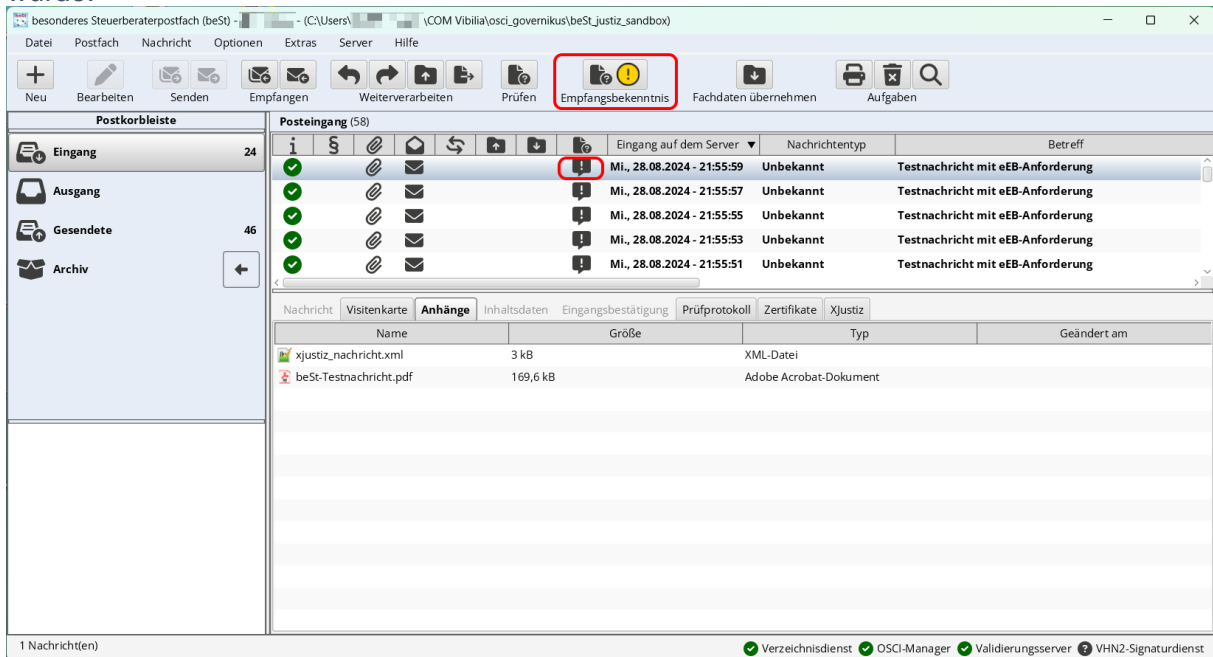 besonderes Steuerberaterpostfach (beSt) - - (C:\Users\ \COM Vibilia\osci_governikus\beSt_justiz_sandbox)
Datei Postfach Nachricht Optionen Extras Server Hilfe
Neu Bearbeiten Senden Empfangen Weiterverarbeiten Prüfen Empfangsbekenntnis Fachdaten übernehmen Aufgaben
Postkorbleiste
Eingang 24
Ausgang
Gesendete 46
Archiv
Posteingang (58)
Eingang auf dem Server ▼ Nachrichtentyp Betreff
Mi., 28.08.2024 - 21:55:59 Unbekannt Testnachricht mit eEB-Anforderung
Mi., 28.08.2024 - 21:55:57 Unbekannt Testnachricht mit eEB-Anforderung
Mi., 28.08.2024 - 21:55:55 Unbekannt Testnachricht mit eEB-Anforderung
Mi., 28.08.2024 - 21:55:53 Unbekannt Testnachricht mit eEB-Anforderung
Mi., 28.08.2024 - 21:55:51 Unbekannt Testnachricht mit eEB-Anforderung
Nachricht Visitenkarte Anhänge Inhaltsdaten Eingangsbestätigung Prüfprotokoll Zertifikate XJustiz
Name Größe Typ Geändert am
xjustiz_nachricht.xml 3 kB XML-Datei
beSt-Testnachricht.pdf 169,6 kB Adobe Acrobat-Dokument
1 Nachricht(en)
Verzeichnisdienst OSCI-Manager Validierungsserver VHN2-Signaturdienst